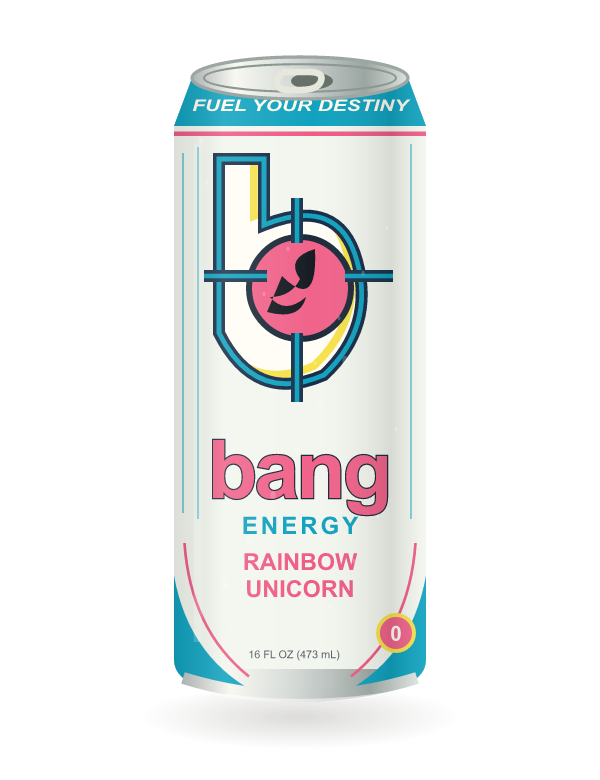 FUEL YOUR DESTINY
b
bang
ENERGY
RAINBOW
UNICORN
0
16 FL OZ (473 mL)